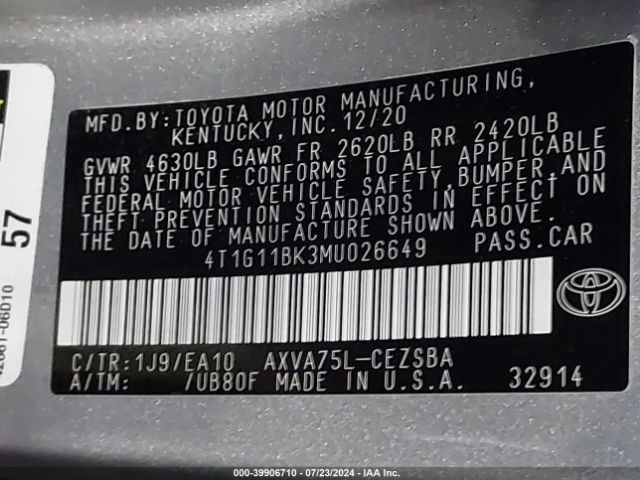 MFD.BY:TOYOTA MOTOR MANUFACTURING,
KENTUCKY, INC. 12/20
GVWR 4630LB GAWR FR 2620LB RR 2420LB
THIS VEHICLE CONFORMS TO ALL APPLICABLE
FEDERAL MOTOR VEHICLE SAFETY, BUMPER, AND
THEFT PREVENTION STANDARDS IN EFFECT ON
THE DATE OF MANUFACTURE SHOWN ABOVE.
4T1G11BK3MU026649 PASS.CAR
C/TR:1J9/EA10 AXVA75L-CEZSBA
A/TM: /UB80F MADE IN U.S.A. 32914
57
000-39906710 | 07/23/2024 | IAA Inc.